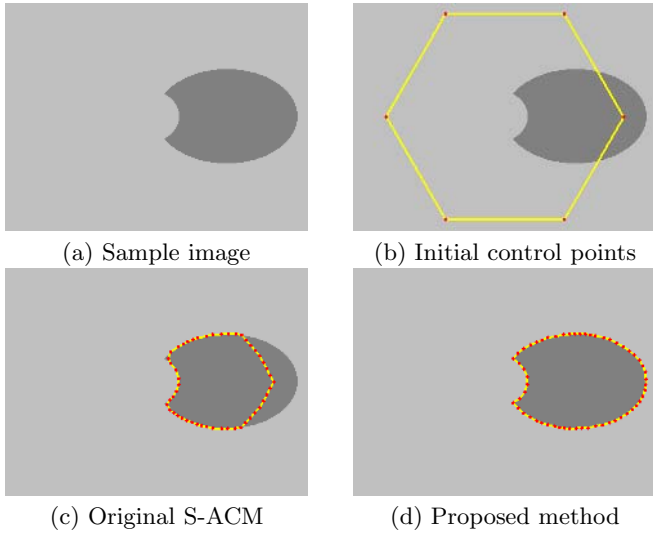 (a) Sample image
(b) Initial control points
(c) Original S-ACM
(d) Proposed method